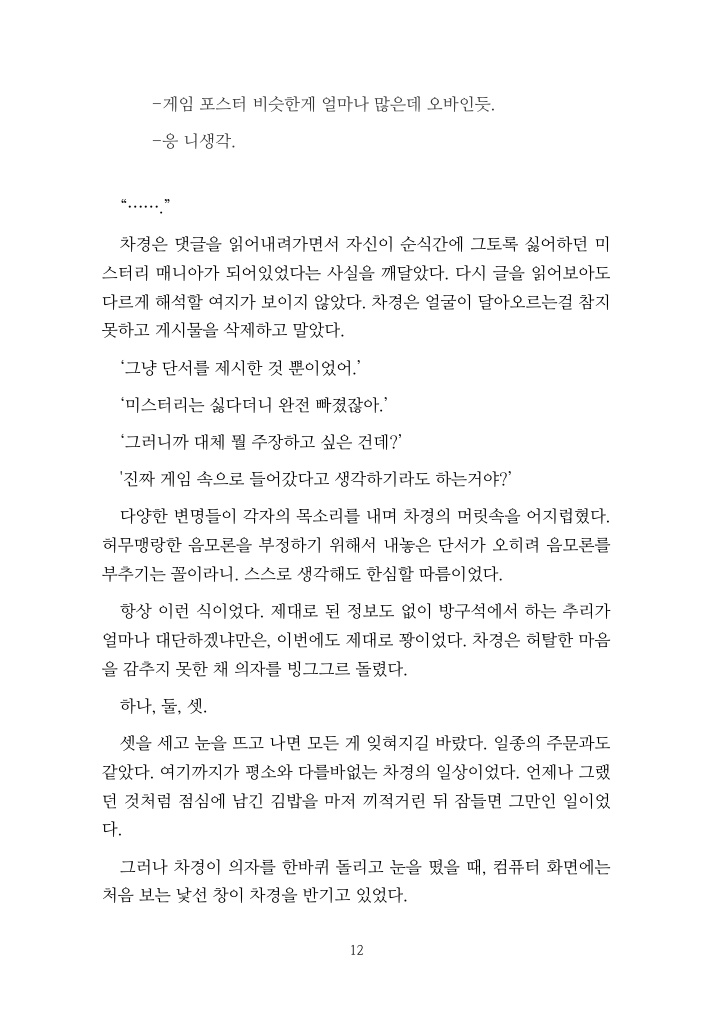 -게임 포스터 비슷한게 얼마나 많은데 오바인듯.
-응 니생각.
“…….”
차경은 댓글을 읽어내려가면서 자신이 순식간에 그토록 싫어하던 미
스터리 매니아가 되어있었다는 사실을 깨달았다. 다시 글을 읽어보아도
다르게 해석할 여지가 보이지 않았다. 차경은 얼굴이 달아오르는걸 참지
못하고 게시물을 삭제하고 말았다.
‘그냥 단서를 제시한 것 뿐이었어.’
‘미스터리는 싫다더니 완전 빠졌잖아.’
‘그러니까 대체 뭘 주장하고 싶은 건데?’
'진짜 게임 속으로 들어갔다고 생각하기라도 하는거야?’
다양한 변명들이 각자의 목소리를 내며 차경의 머릿속을 어지럽혔다.
허무맹랑한 음모론을 부정하기 위해서 내놓은 단서가 오히려 음모론를
부추기는 꼴이라니. 스스로 생각해도 한심할 따름이었다.
항상 이런 식이었다. 제대로 된 정보도 없이 방구석에서 하는 추리가
얼마나 대단하겠냐만은, 이번에도 제대로 꽝이었다. 차경은 허탈한 마음
을 감추지 못한 채 의자를 빙그그르 돌렸다.
하나, 둘, 셋.
셋을 세고 눈을 뜨고 나면 모든 게 잊혀지길 바랐다. 일종의 주문과도
같았다. 여기까지가 평소와 다를바없는 차경의 일상이었다. 언제나 그랬
던 것처럼 점심에 남긴 김밥을 마저 끼적거린 뒤 잠들면 그만인 일이었
다.
그러나 차경이 의자를 한바퀴 돌리고 눈을 떴을 때, 컴퓨터 화면에는
처음 보는 낯선 창이 차경을 반기고 있었다.
12